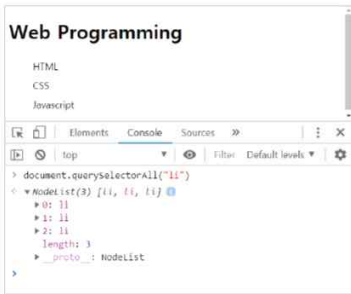 Web Programming
HTML
CSS
Javascript
Elements Console Sources »
top Filter Default levels ▼
> document.querySelectorAll("li")
< ▼ NodeList(3) [li, li, li] i
▶ 0: li
▶ 1: li
▶ 2: li
length: 3
▶ __proto__: NodeList
>